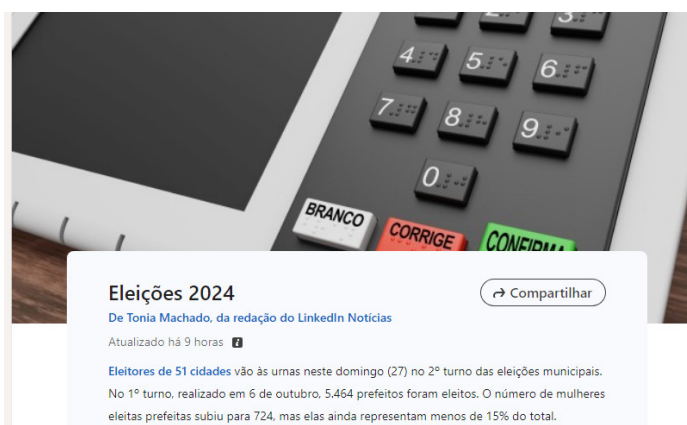 3
4
5
6
7
8
9
0
BRANCO
CORRIGE
CONFIRMA
Eleições 2024
Compartilhar
De Tonia Machado, da redação do LinkedIn Notícias
Atualizado há 9 horas
Eleitores de 51 cidades vão às urnas neste domingo (27) no 2º turno das eleições municipais.
No 1º turno, realizado em 6 de outubro, 5.464 prefeitos foram eleitos. O número de mulheres
eleitas prefeitas subiu para 724, mas elas ainda representam menos de 15% do total.